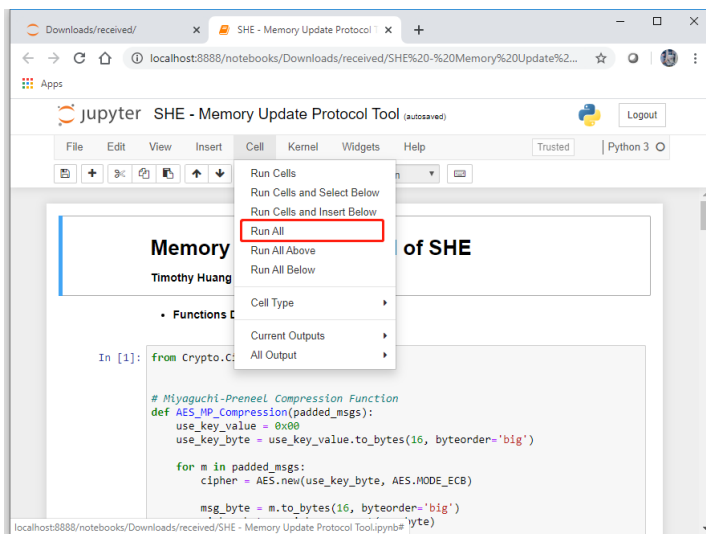 Downloads/received/
SHE - Memory Update Protocol T
localhost:8888/notebooks/Downloads/received/SHE%20-%20Memory%20Update%2...
Apps
jupyter SHE - Memory Update Protocol Tool (autosaved)
Logout
File Edit View Insert Cell Kernel Widgets Help Trusted Python 3
Run Cells
Run Cells and Select Below
Run Cells and Insert Below
Run All
Run All Above
Run All Below
Cell Type
Current Outputs
All Output
Memory of SHE
Timothy Huang
• Functions
In [1]: from Crypto.
# Miyaguchi-Preneel Compression Function
def AES_MP_Compression(padded_msgs):
use_key_value = 0x00
use_key_byte = use_key_value.to_bytes(16, byteorder='big')
for m in padded_msgs:
cipher = AES.new(use_key_byte, AES.MODE_ECB)
msg_byte = m.to_bytes(16, byteorder='big')
localhost:8888/notebooks/Downloads/received/SHE - Memory Update Protocol Tool.ipynb#